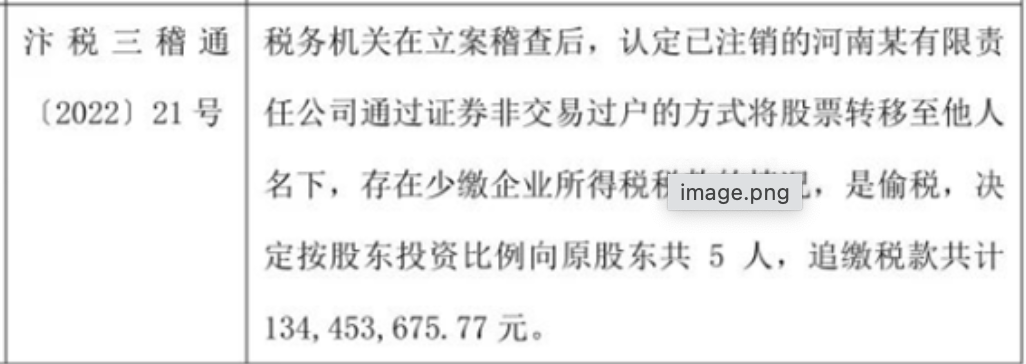 汴税三稽通
〔2022〕21号
税务机关在立案稽查后，认定已注销的河南某有限责
任公司通过证券非交易过户的方式将股票转移至他人
名下，存在少缴企业所得税税，是偷税，决
image.png
定按股东投资比例向原股东共 5 人，追缴税款共计
134,453,675.77 元。